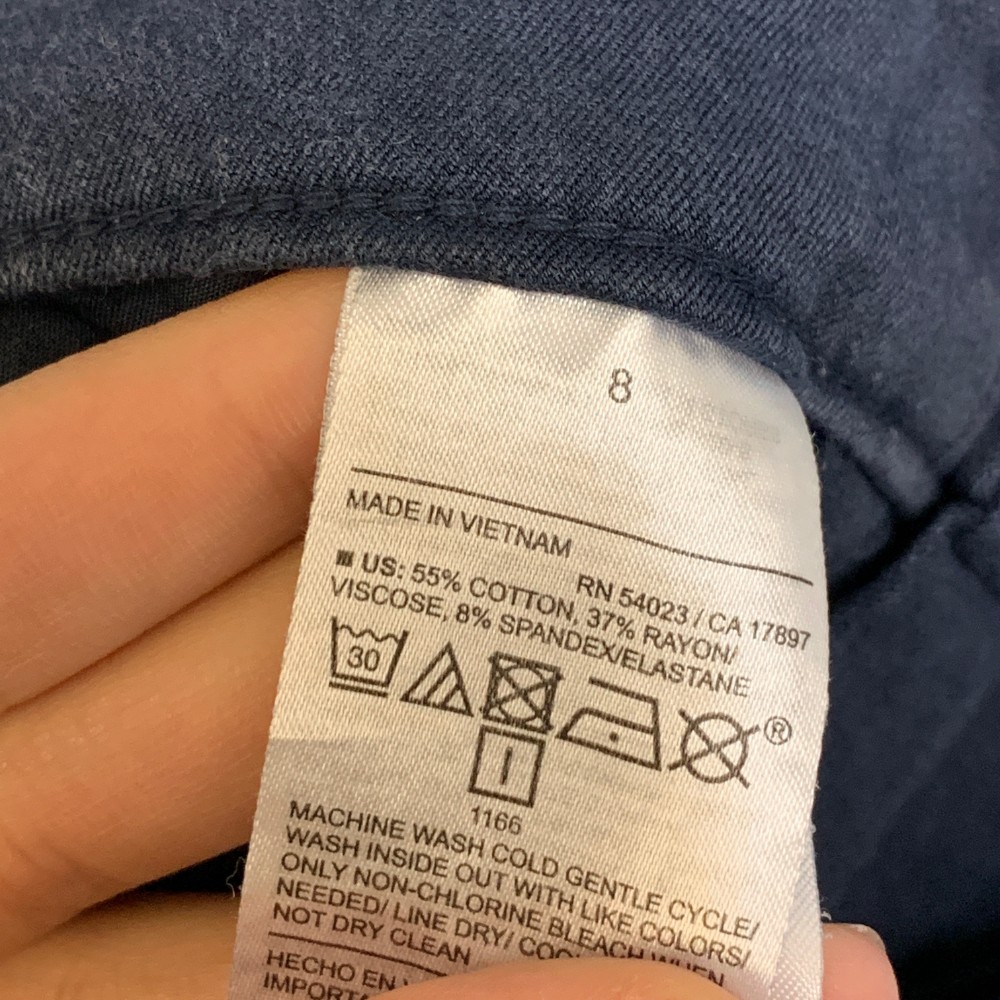 8
MADE IN VIETNAM
RN 54023 / CA 17897
US: 55% COTTON, 37% RAYON/
VISCOSE, 8% SPANDEX/ELASTANE
30
®
1166
MACHINE WASH COLD GENTLE CYCLE/
WASH INSIDE OUT WITH LIKE COLORS/
ONLY NON-CHLORINE BLEACH WHEN
NEEDED/ LINE DRY/
NOT DRY CLEAN
HECHO EN